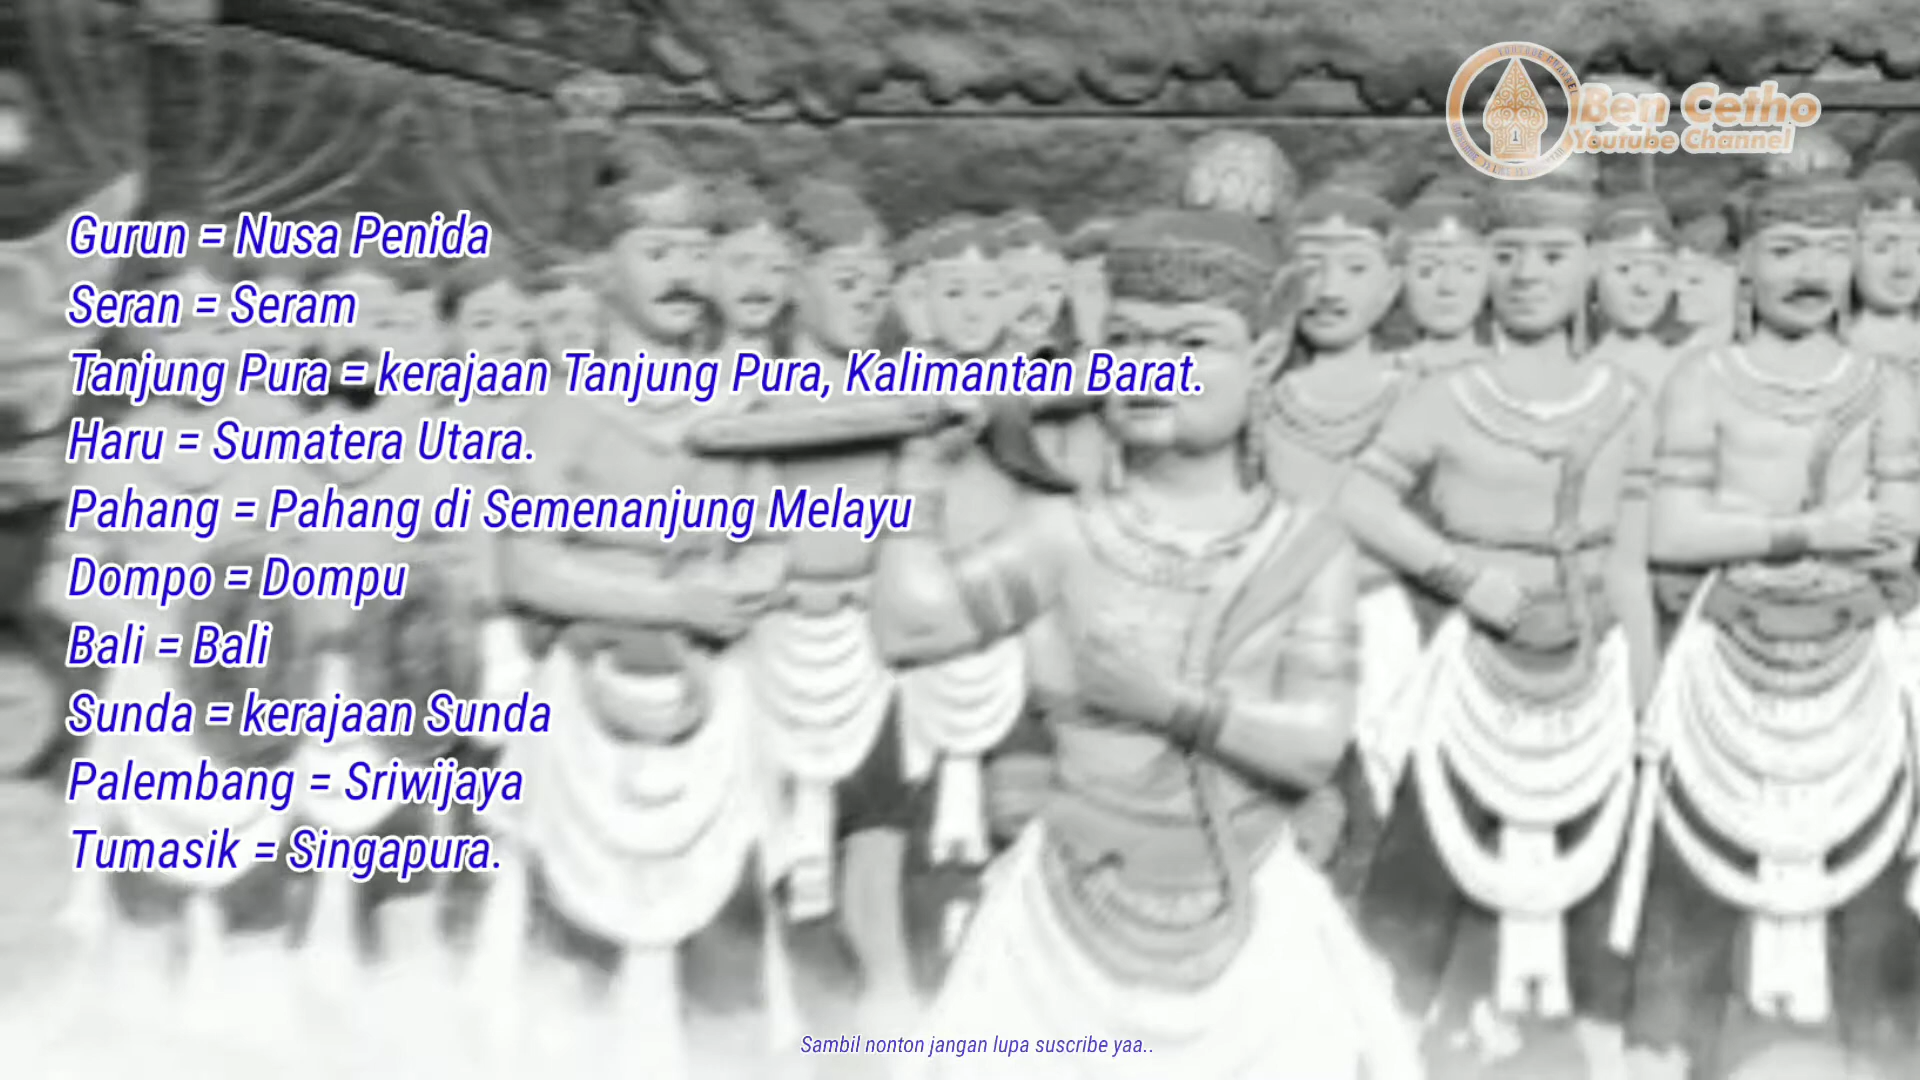 Ben Cetho
Youtube Channel
Gurun = Nusa Penida
Seran = Seram
Tanjung Pura = kerajaan Tanjung Pura, Kalimantan Barat.
Haru = Sumatera Utara.
Pahang = Pahang di Semenanjung Melayu
Dompo = Dompu
Bali = Bali
Sunda = kerajaan Sunda
Palembang = Sriwijaya
Tumasik = Singapura.
Sambil nonton jangan lupa suscribe yaa..